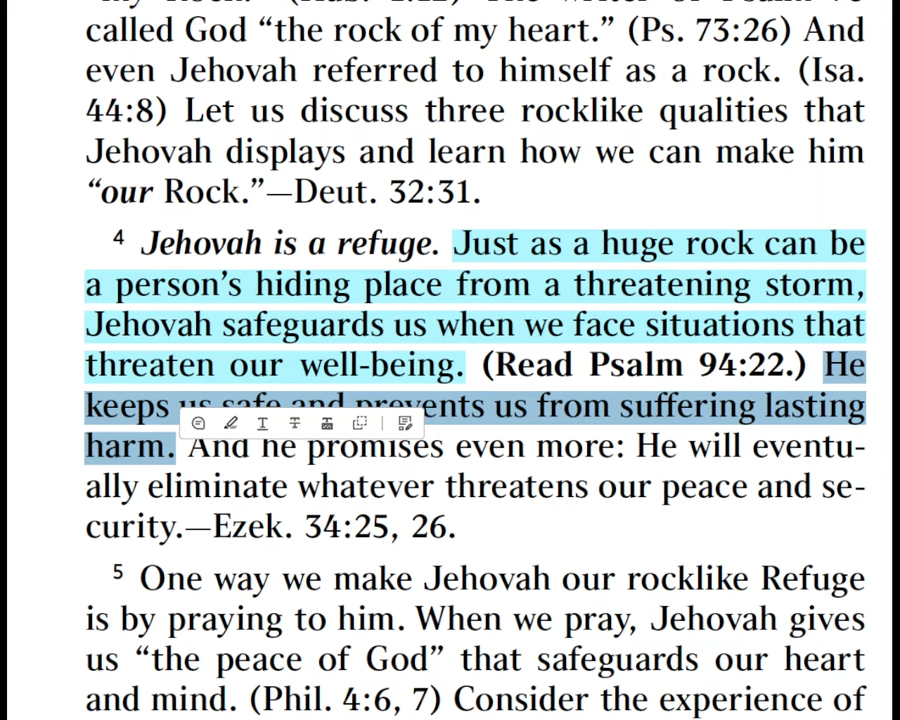 called God “the rock of my heart.” (Ps. 73:26) And
even Jehovah referred to himself as a rock. (Isa.
44:8) Let us discuss three rocklike qualities that
Jehovah displays and learn how we can make him
“our Rock.”—Deut. 32:31.
4 Jehovah is a refuge. Just as a huge rock can be
a person’s hiding place from a threatening storm,
Jehovah safeguards us when we face situations that
threaten our well-being. (Read Psalm 94:22.) He
keeps us safe and prevents us from suffering lasting
harm. And he promises even more: He will eventu-
ally eliminate whatever threatens our peace and se-
curity.—Ezek. 34:25, 26.
5 One way we make Jehovah our rocklike Refuge
is by praying to him. When we pray, Jehovah gives
us “the peace of God” that safeguards our heart
and mind. (Phil. 4:6, 7) Consider the experience of